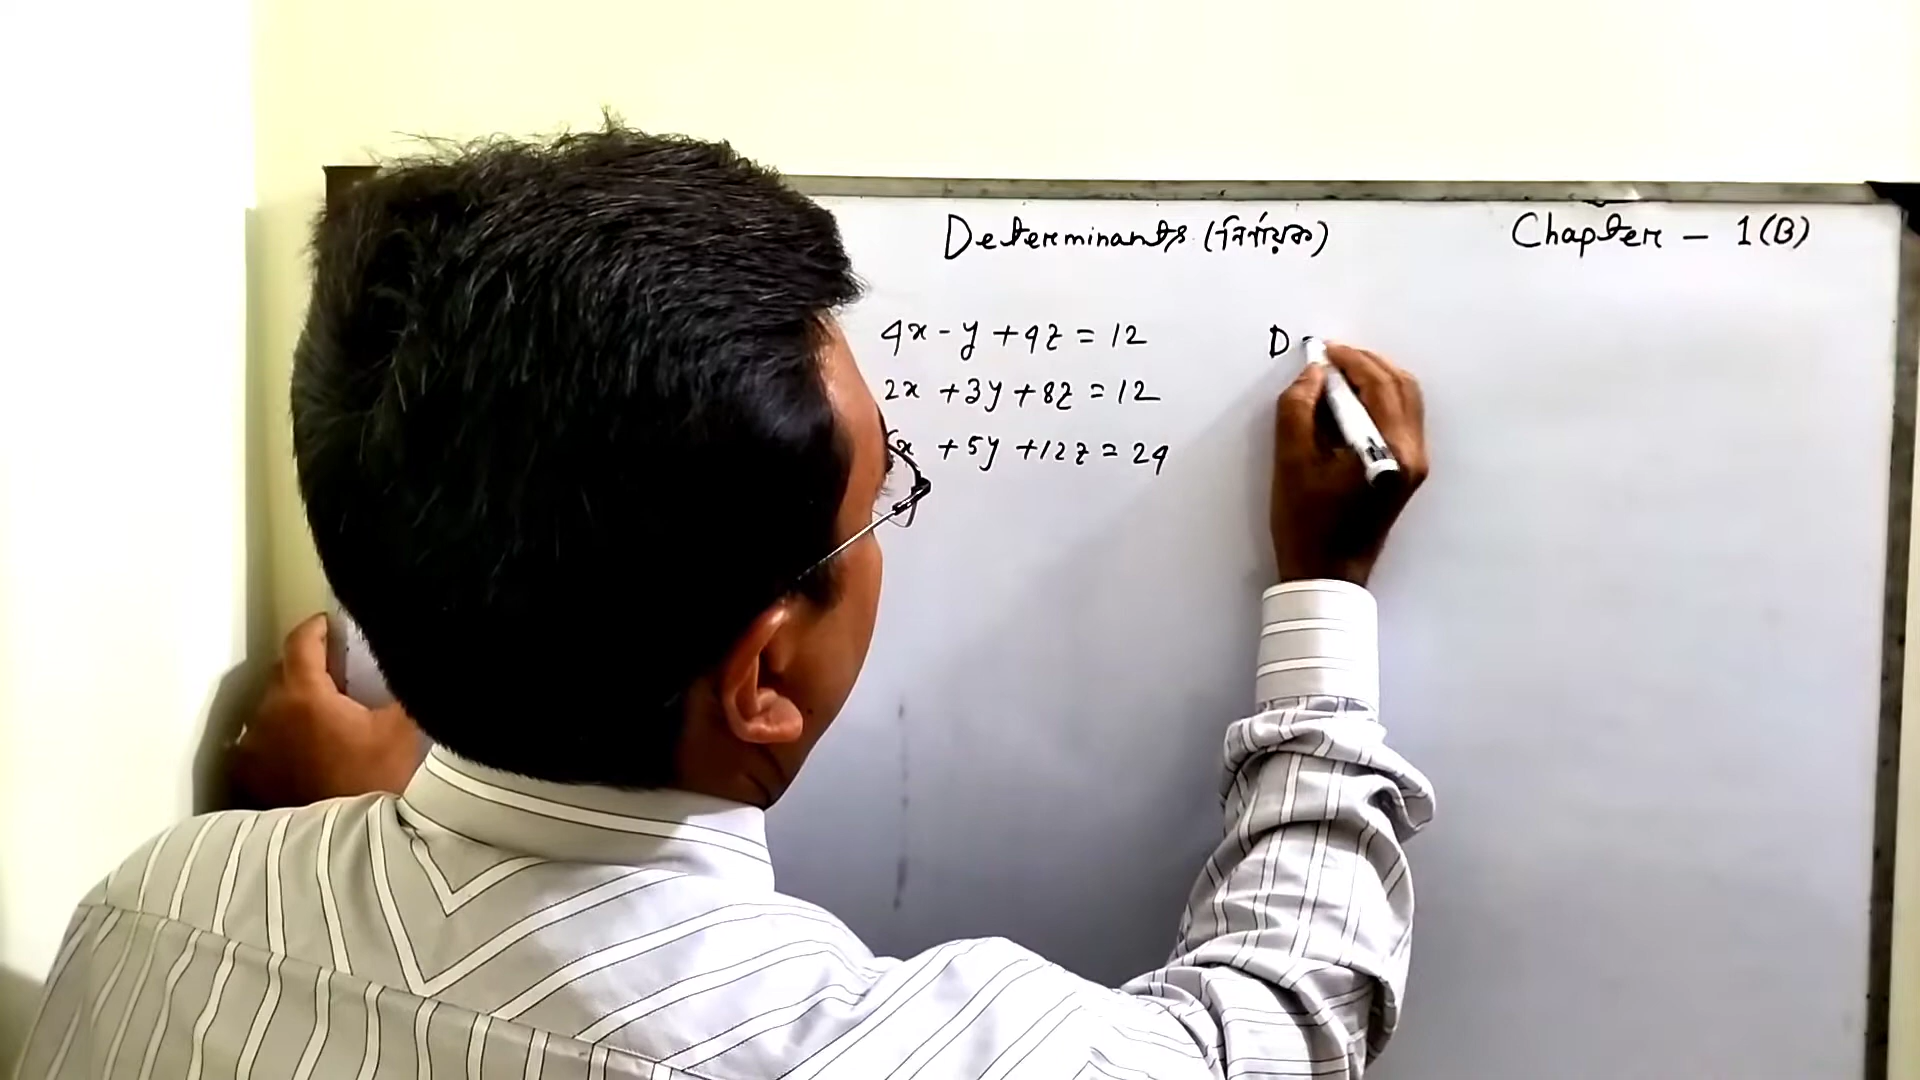 Determinants (নির্ণায়ক)
Chapter - 1(B)
4x - y + 4z = 12
2x + 3y + 8z = 12
x + 5y + 12z = 24
D =